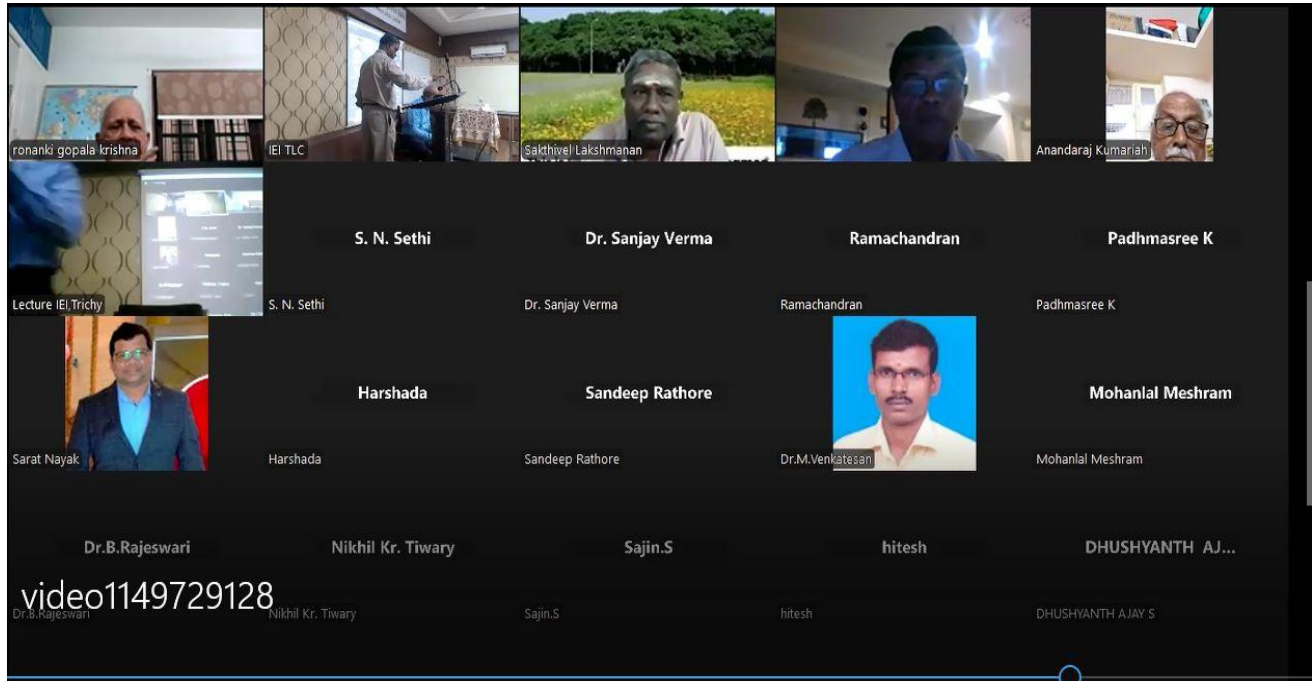 ronanki gopala krishna
IEI TLC
Sakthivel Lakshmanan
Anandaraj Kumariah
Lecture IEI,Trichy
S. N. Sethi
S. N. Sethi
Dr. Sanjay Verma
Dr. Sanjay Verma
Ramachandran
Ramachandran
Padhmasree K
Padhmasree K
Sarat Nayak
Harshada
Harshada
Sandeep Rathore
Sandeep Rathore
Dr.M.Venkatesan
Mohanlal Meshram
Mohanlal Meshram
Dr.B.Rajeswari
Dr.B.Rajeswari
Nikhil Kr. Tiwary
Nikhil Kr. Tiwary
Sajin.S
Sajin.S
hitesh
hitesh
DHUSHYANTH AJ...
DHUSHYANTH AJAY S
video1149729128